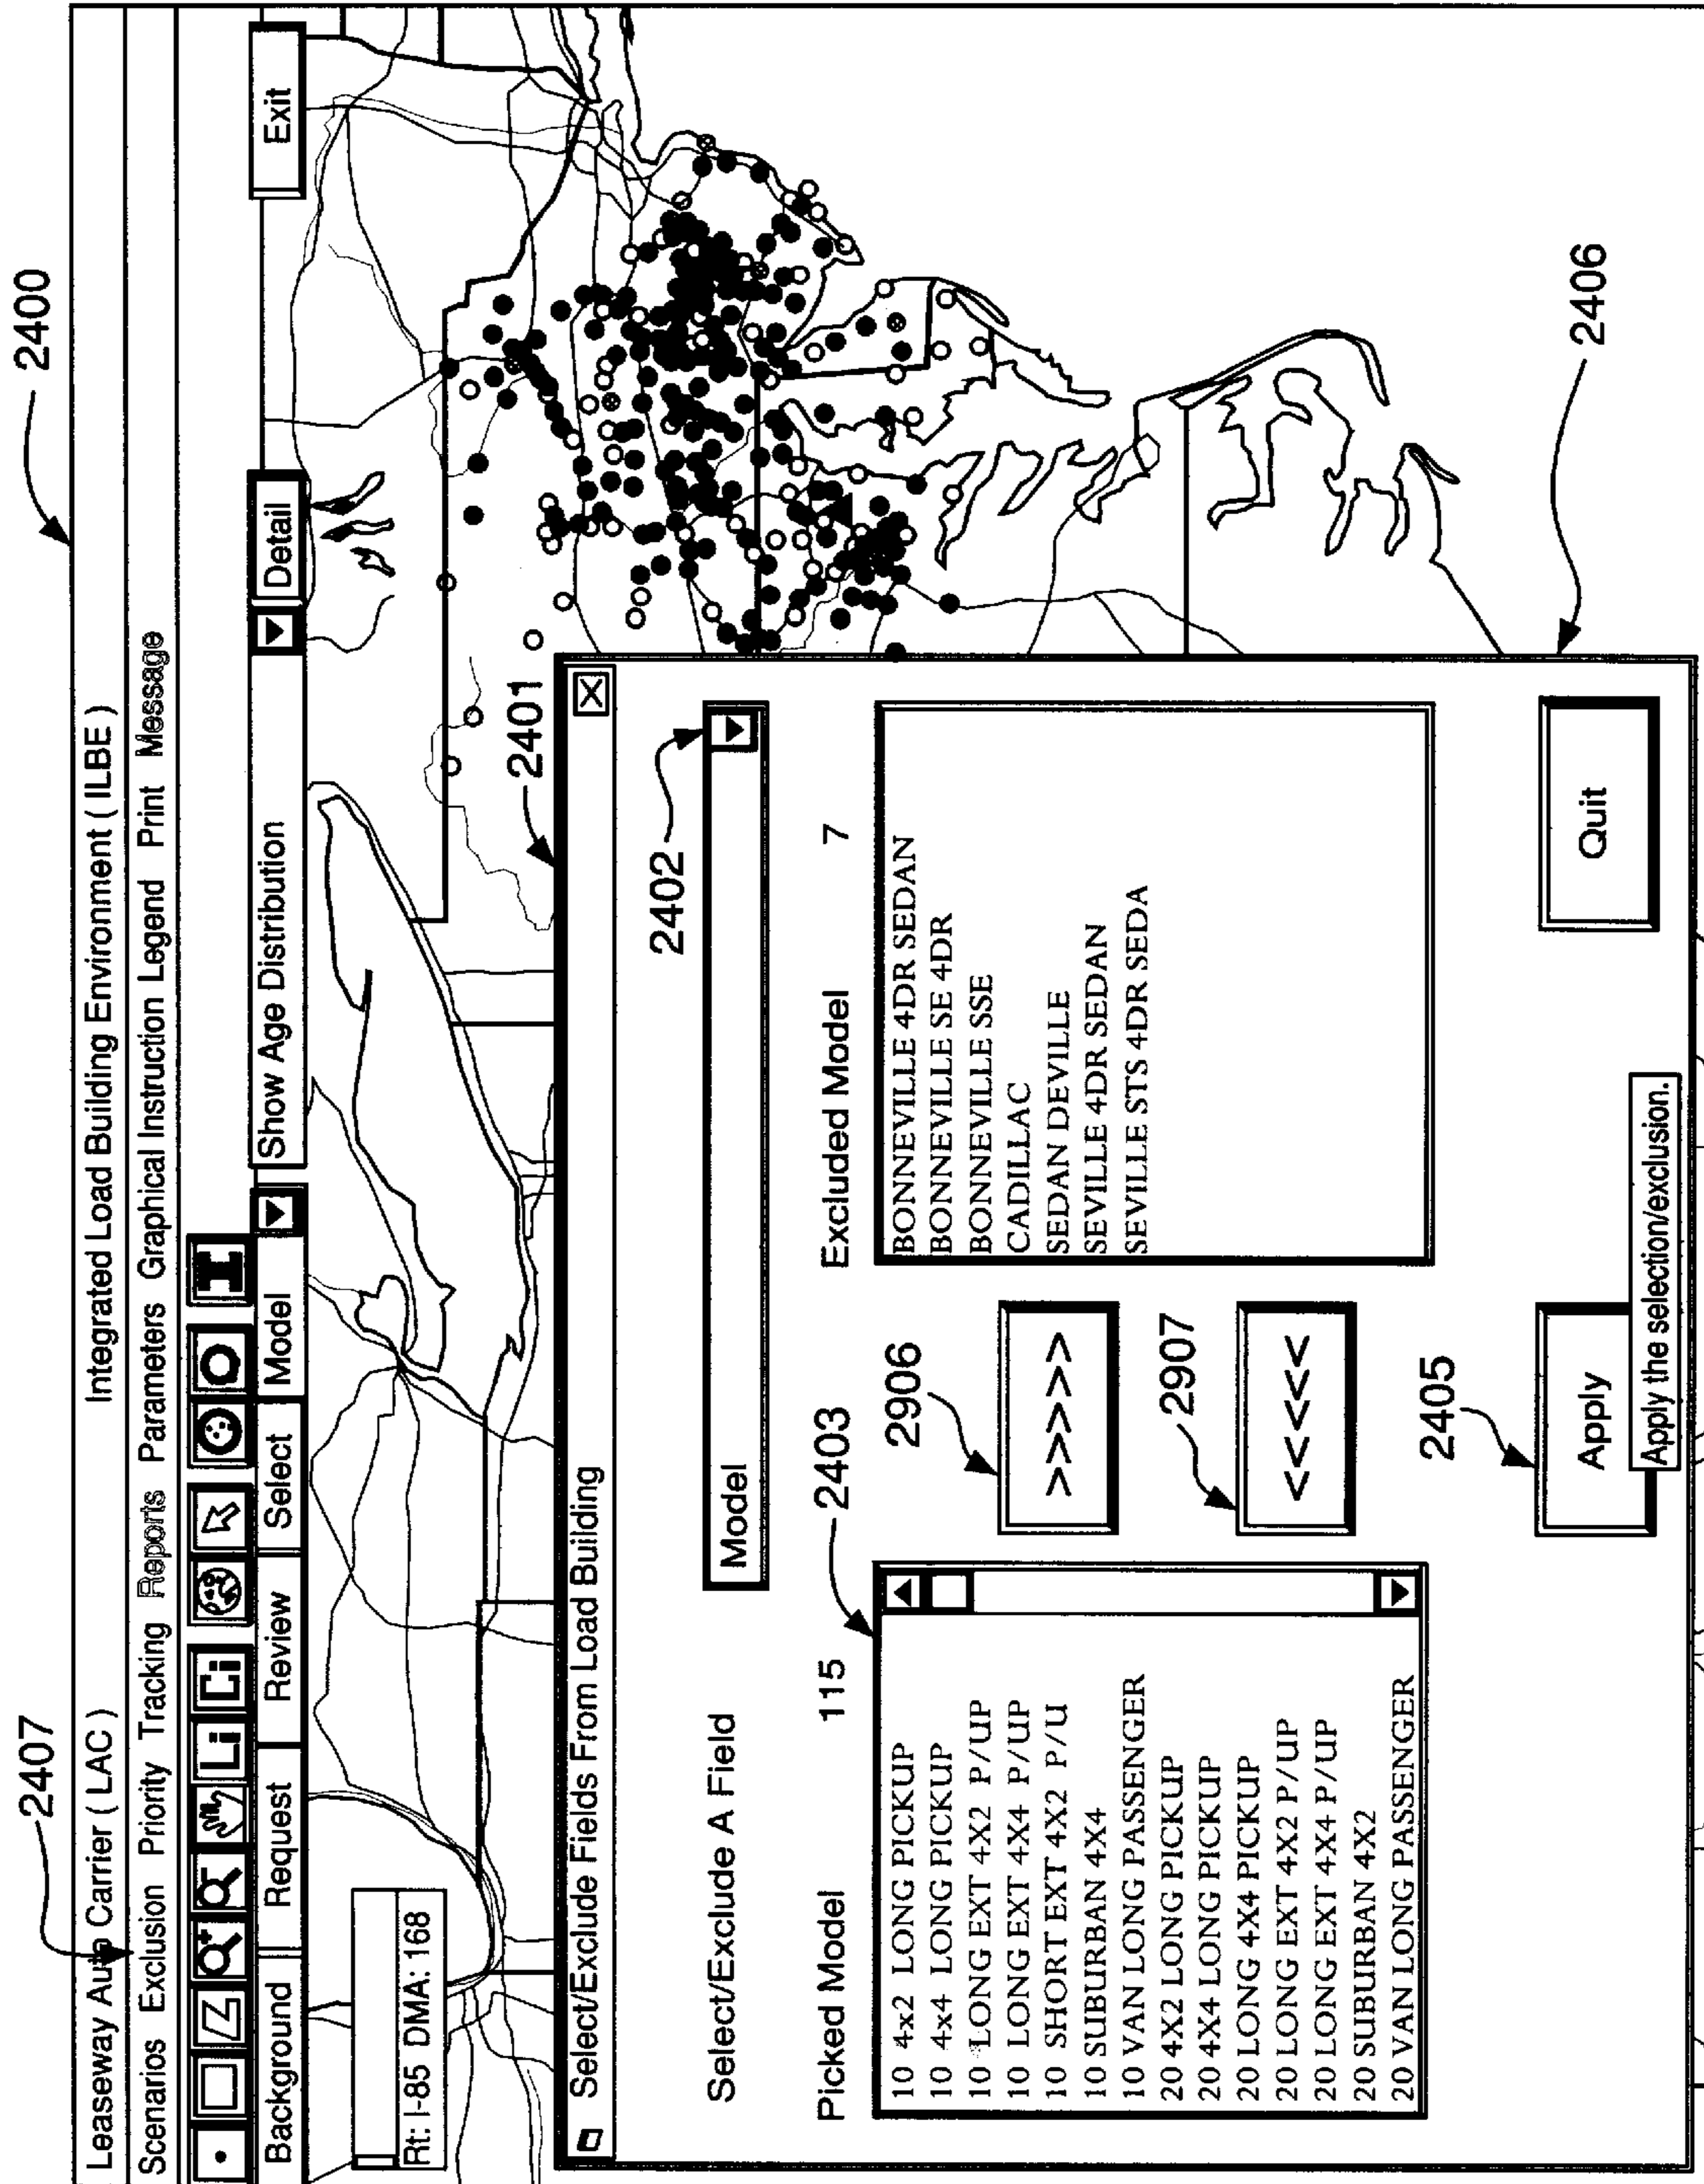 2400
2407
Leaseway Auto Carrier ( LAC ) Integrated Load Building Environment ( ILBE )
Scenarios Exclusion Priority Tracking Reports Parameters Graphical Instruction Legend Print Message
Li Ci I
Background Request Review Select Model Show Age Distribution Detail Exit
Rt: I-85 DMA: 168
2401
Select/Exclude Fields From Load Building
2402
Select/Exclude A Field Model
Picked Model 115 2403 Excluded Model 7
10 4x2 LONG PICKUP
10 4x4 LONG PICKUP
10 LONG EXT 4X2 P/UP
10 LONG EXT 4X4 P/UP
10 SHORT EXT 4X2 P/U
10 SUBURBAN 4X4
10 VAN LONG PASSENGER
20 4X2 LONG PICKUP
20 4X4 LONG PICKUP
20 LONG 4X4 PICKUP
20 LONG EXT 4X2 P/UP
20 LONG EXT 4X4 P/UP
20 SUBURBAN 4X2
20 VAN LONG PASSENGER
2906
>>>>>
2907
<<<<<
BONNEVILLE 4DR SEDAN
BONNEVILLE SE 4DR
BONNEVILLE SSE
CADILLAC
SEDAN DEVILLE
SEVILLE 4DR SEDAN
SEVILLE STS 4DR SEDA
2405
2406
Apply
Quit
Apply the selection/exclusion.